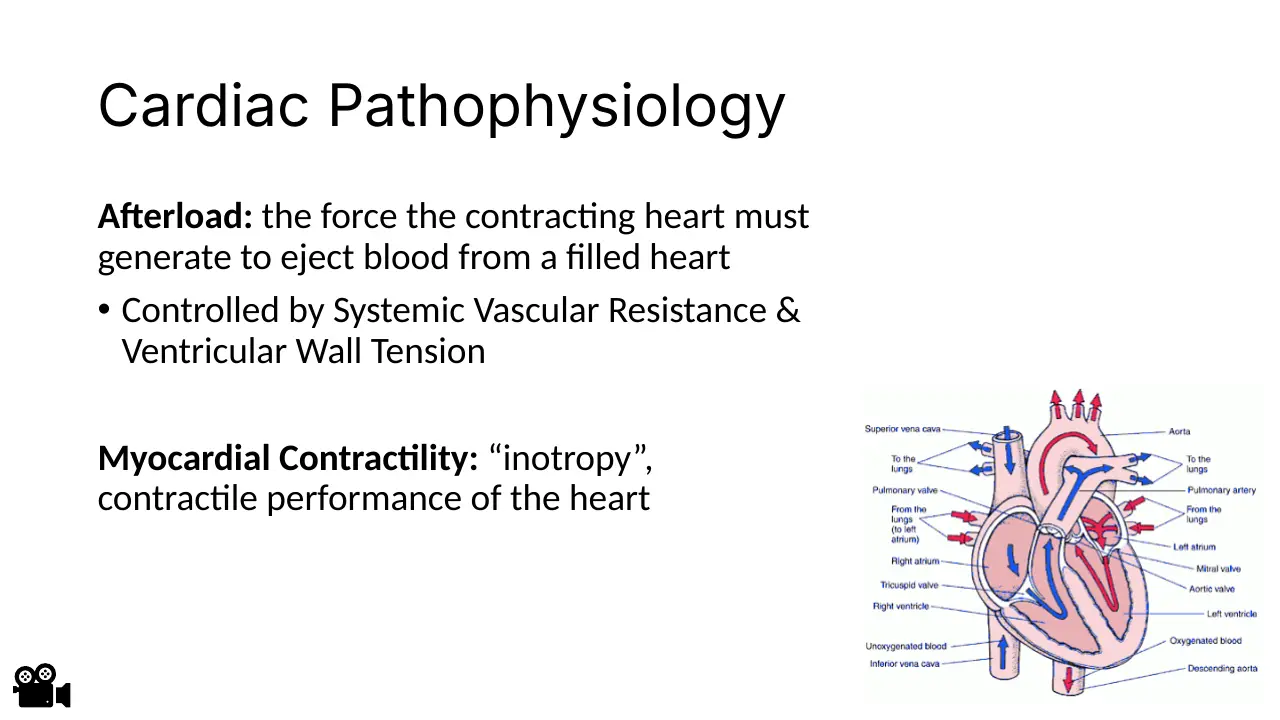 Cardiac Pathophysiology
Afterload: the force the contracting heart must
generate to eject blood from a filled heart
• Controlled by Systemic Vascular Resistance &
Ventricular Wall Tension
Myocardial Contractility: “inotropy”,
contractile performance of the heart
Superior vena cava
To the
lungs
Pulmonary valve
From the
lungs
(to left
atrium)
Right atrium
Tricuspid valve
Right ventricle
Unoxygenated blood
Inferior vena cava
Aorta
To the
lungs
Pulmonary artery
From the
lungs
Left atrium
Mitral valve
Aortic valve
Left ventricle
Oxygenated blood
Descending aorta